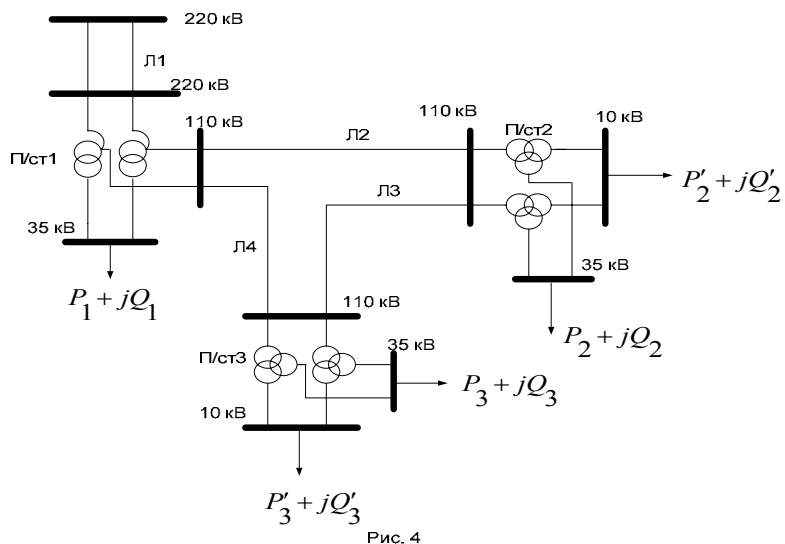 220 кВ
Л1
220 кВ
110 кВ
П/ст1
35 кВ
P1 + jQ1
Л2
Л3
Л4
110 кВ
П/ст2
10 кВ
P′2 + jQ′2
35 кВ
P2 + jQ2
110 кВ
П/ст3
35 кВ
P3 + jQ3
10 кВ
P′3 + jQ′3
Рис. 4